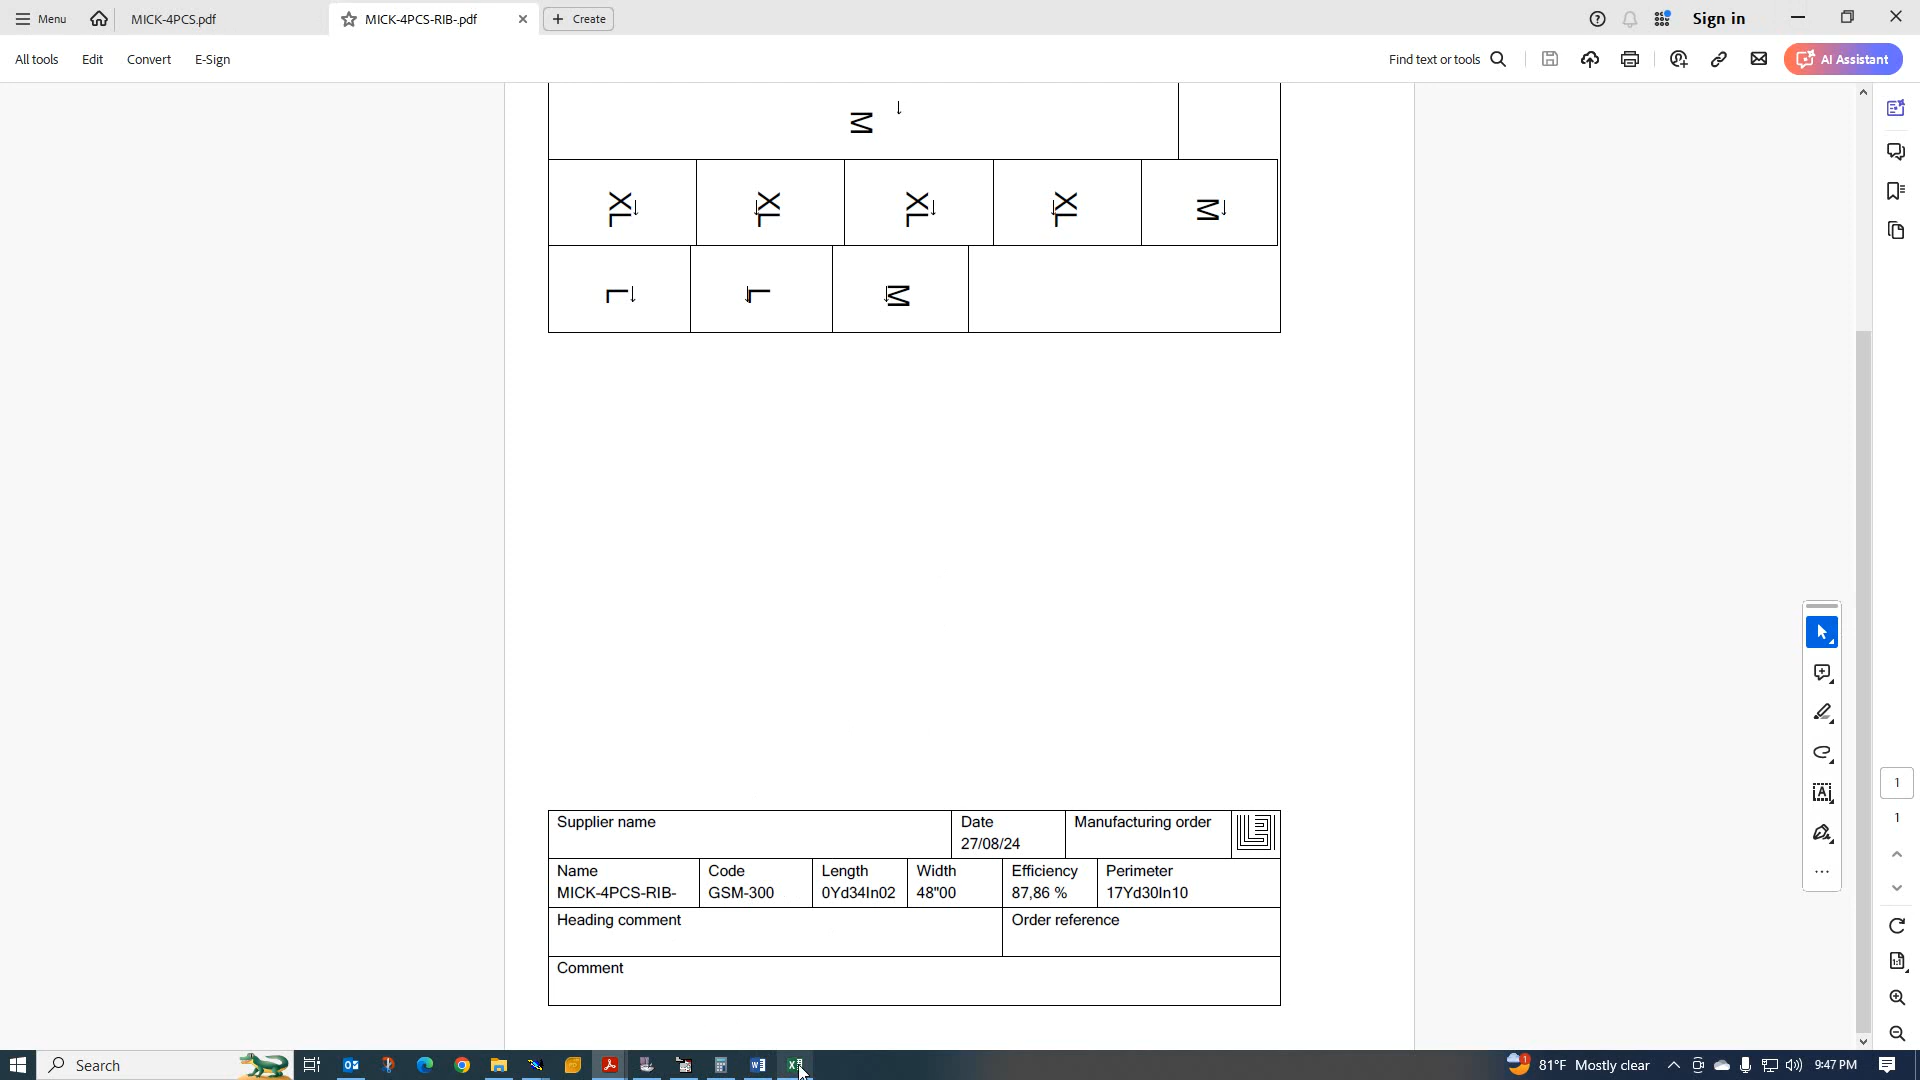 Menu
MICK-4PCS.pdf
MICK-4PCS-RIB-.pdf
Create
Sign in
All tools
Edit
Convert
E-Sign
Find text or tools
AI Assistant
M
XL
XL
XL
XL
M
L
L
M
1
1
Supplier name
Date
27/08/24
Manufacturing order
Name
MICK-4PCS-RIB-
Code
GSM-300
Length
0Yd34In02
Width
48"00
Efficiency
87,86 %
Perimeter
17Yd30In10
Heading comment
Order reference
Comment
Search
81°F Mostly clear
9:47 PM